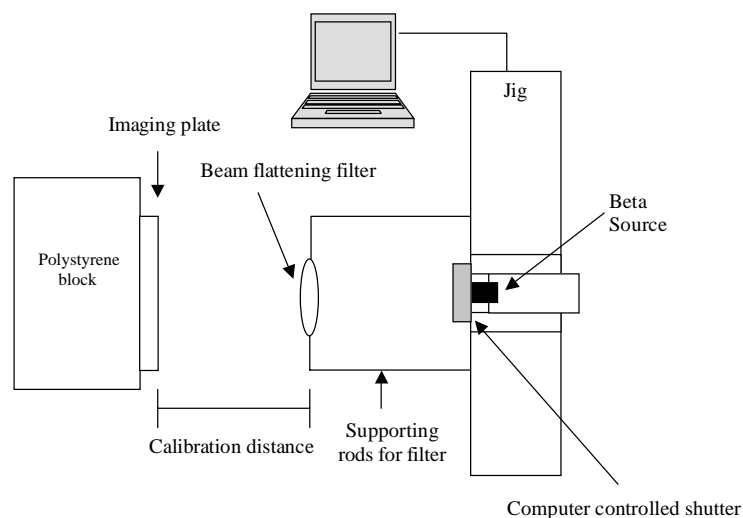 Jig
Imaging plate
Beam flattening filter
Beta
Source
Polystyrene
block
Calibration distance
Supporting
rods for filter
Computer controlled shutter